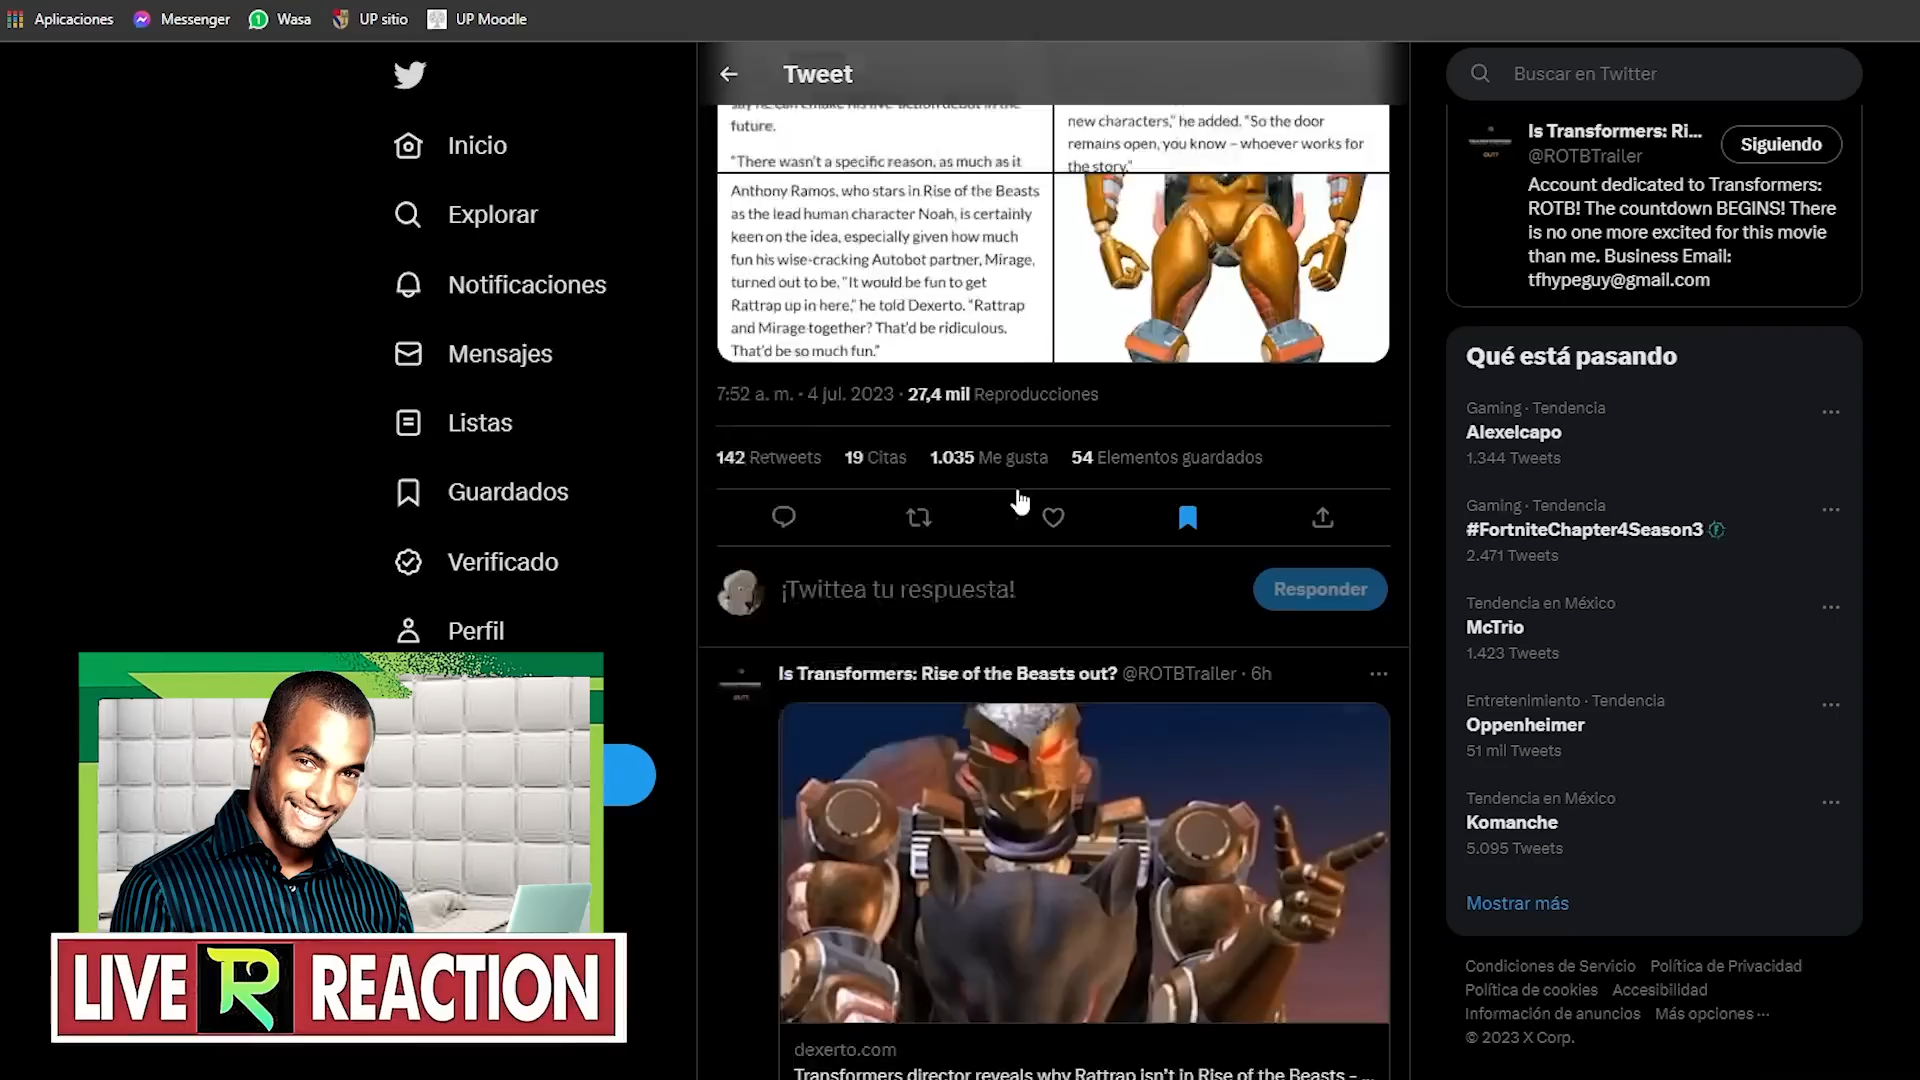 Aplicaciones
Messenger
Wasa
UP sitio
UP Moodle
Inicio
Explorar
Notificaciones
Mensajes
Listas
Guardados
Verificado
Perfil
LIVE R REACTION
Tweet
say he can make his live-action debut in the
future.
"There wasn't a specific reason, as much as it
new characters," he added. "So the door
remains open, you know – whoever works for
the story."
Anthony Ramos, who stars in Rise of the Beasts
as the lead human character Noah, is certainly
keen on the idea, especially given how much
fun his wise-cracking Autobot partner, Mirage,
turned out to be. "It would be fun to get
Rattrap up in here," he told Dexerto. "Rattrap
and Mirage together? That'd be ridiculous.
That'd be so much fun."
7:52 a. m. · 4 jul. 2023 · 27,4 mil Reproducciones
142 Retweets 19 Citas 1.035 Me gusta 54 Elementos guardados
¡Twittea tu respuesta!
Responder
Is Transformers: Rise of the Beasts out? @ROTBTrailer · 6h
OUT?
dexerto.com
Transformers director reveals why Rattrap isn't in Rise of the Beasts – ...
Buscar en Twitter
OUT?
Is Transformers: Ri...
@ROTBTrailer
Siguiendo
Account dedicated to Transformers:
ROTB! The countdown BEGINS! There
is no one more excited for this movie
than me. Business Email:
tfhypeguy@gmail.com
Qué está pasando
Gaming · Tendencia
Alexelcapo
1.344 Tweets
Gaming · Tendencia
#FortniteChapter4Season3
2.471 Tweets
Tendencia en México
McTrio
1.423 Tweets
Entretenimiento · Tendencia
Oppenheimer
51 mil Tweets
Tendencia en México
Komanche
5.095 Tweets
Mostrar más
Condiciones de Servicio Política de Privacidad
Política de cookies Accesibilidad
Información de anuncios Más opciones ···
© 2023 X Corp.